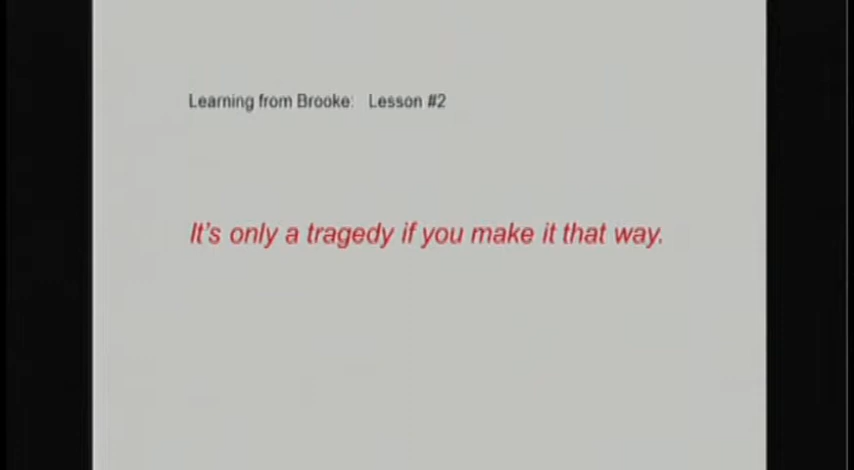 Learning from Brooke:   Lesson #2
It's only a tragedy if you make it that way.